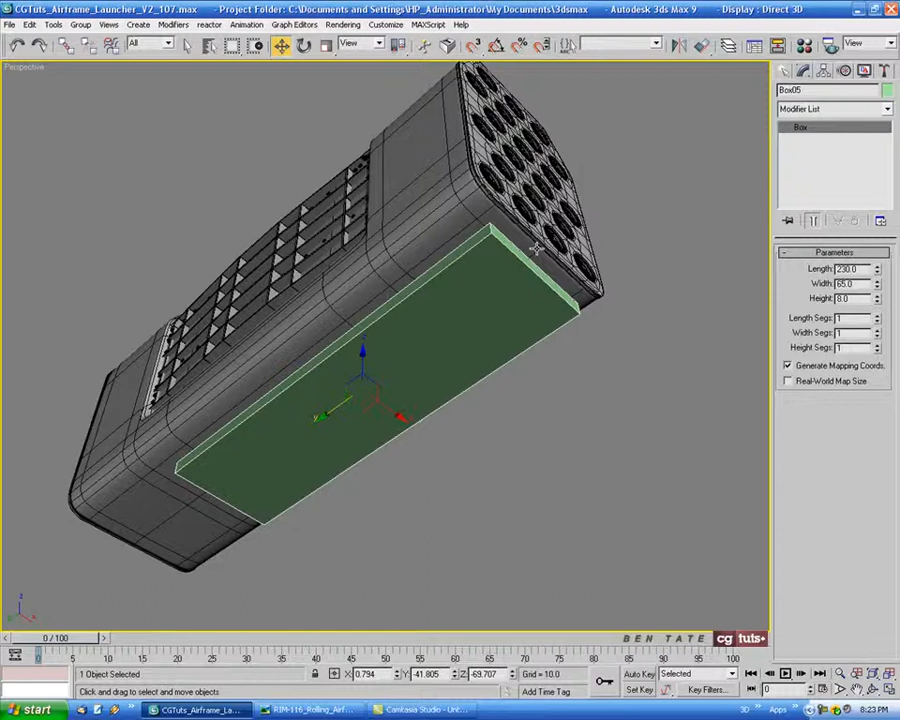 CGTuts_Airframe_Launcher_V2_107.max - Project Folder: C:\Documents and Settings\HP_Administrator\My Documents\3dsmax - Autodesk 3ds Max 9 - Display : Direct 3D
File Edit Tools Group Views Create Modifiers reactor Animation Graph Editors Rendering Customize MAXScript Help
All View View
Perspective
Box05
Modifier List
Box
Parameters
Length: 230.0
Width: 65.0
Height: 8.0
Length Segs: 1
Width Segs: 1
Height Segs: 1
Generate Mapping Coords.
Real-World Map Size
z
y
z
x
0 / 100
BEN TATE cg tuts+
0 5 10 15 20 25 30 35 40 45 50 55 60 65 70 75 80 85 90 95 100
1 Object Selected X: 0.794 Y: -41.805 Z: -69.707 Grid = 10.0 Auto Key Selected
Click and drag to select and move objects Add Time Tag Set Key Key Filters... 0
start CGTuts_Airframe_La... RIM-116_Rolling_Airf... Camtasia Studio - Unt... 3D Apps 8:23 PM